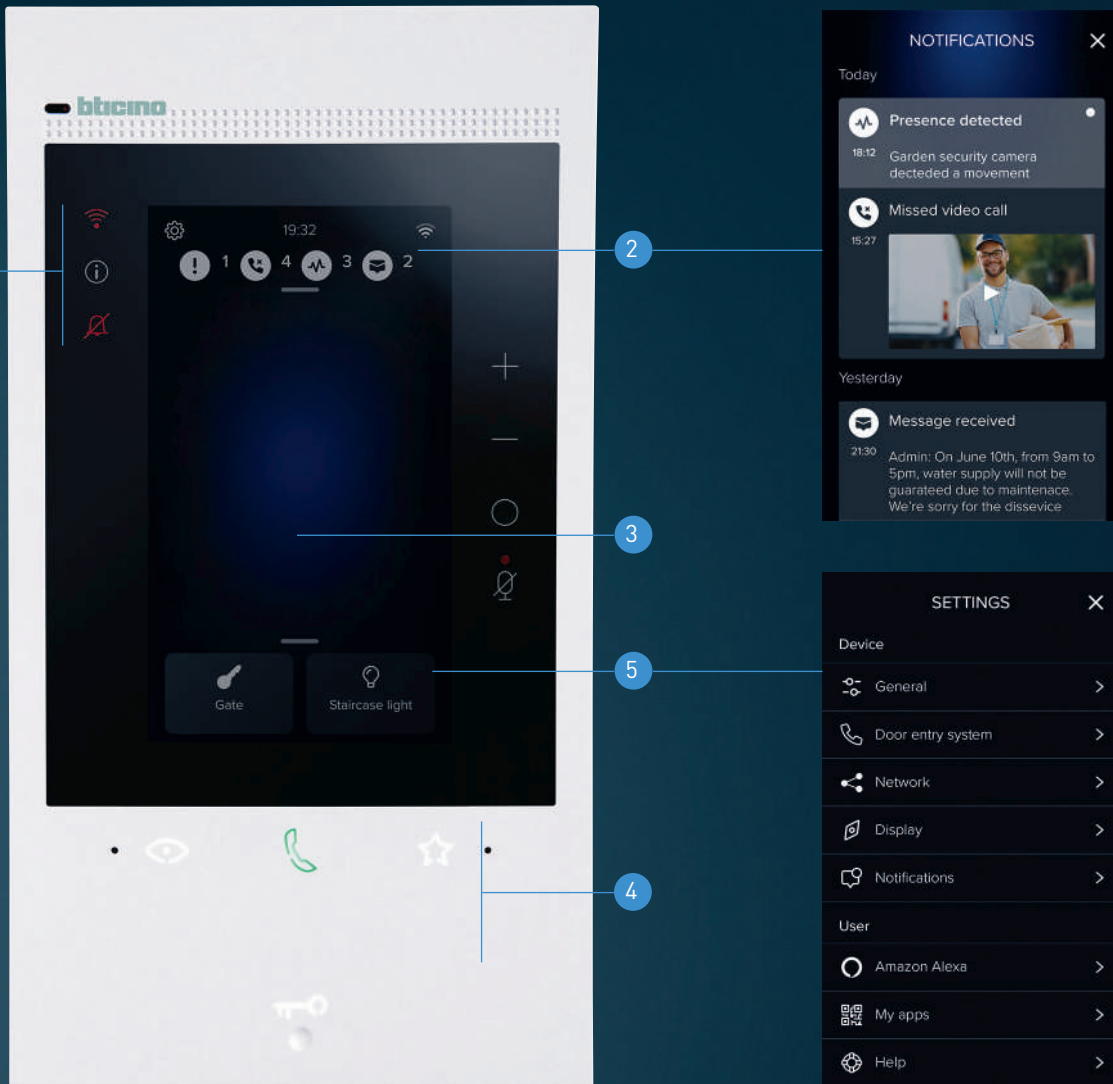 bticino
19:32
1 4 3 2
Gate
Staircase light
2
3
5
4
NOTIFICATIONS
Today
Presence detected
18:12
Garden security camera
decteded a movement
Missed video call
15:27
Yesterday
Message received
21:30
Admin: On June 10th, from 9am to
5pm, water supply will not be
guarateed due to maintenace.
We're sorry for the dissevice
SETTINGS
Device
General
Door entry system
Network
Display
Notifications
User
Amazon Alexa
My apps
Help